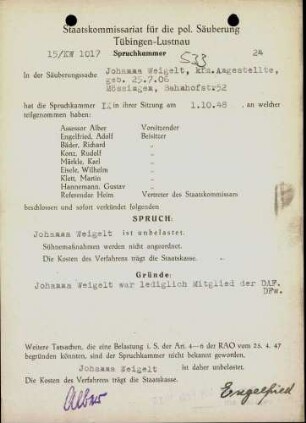 Staatskommissariat für die pol. Säuberung
Tübingen-Lustnau
15/KW 1017 Spruchkammer 533 24
In der Säuberungssache Johanna Weigelt, kfm.Angestellte,
geb. 25.7.06
Mössingen, Bahnhofstr52
hat die Spruchkammer IX in ihrer Sitzung am 1.10.48 , an welcher
teilgenommen haben:
Assessor Alber Vorsitzender
Engelfried, Adolf Beisitzer
Bäder, Richard "
Konz, Rudolf "
Märkle, Karl "
Eisele, Wilhelm "
Klett, Martin "
Hannemann, Gustav "
Referendar Heim Vertreter des Staatskommissars
beschlossen und sofort verkündet folgenden
SPRUCH:
Johanna Weigelt ist unbelastet.
Sühnemaßnahmen werden nicht angeordnet.
Die Kosten des Verfahrens trägt die Staatskasse.
Gründe:
Johanna Weigelt war lediglich Mitglied der DAF.
DFw.
Weitere Tatsachen, die eine Belastung i. S. der Art. 4—8 der RAO vom 25. 4. 47
begründen könnten, sind der Spruchkammer nicht bekannt geworden.
Johanna Weigelt ist daher unbelastet.
Die Kosten des Verfahrens trägt die Staatskasse.
Alber Engelfried